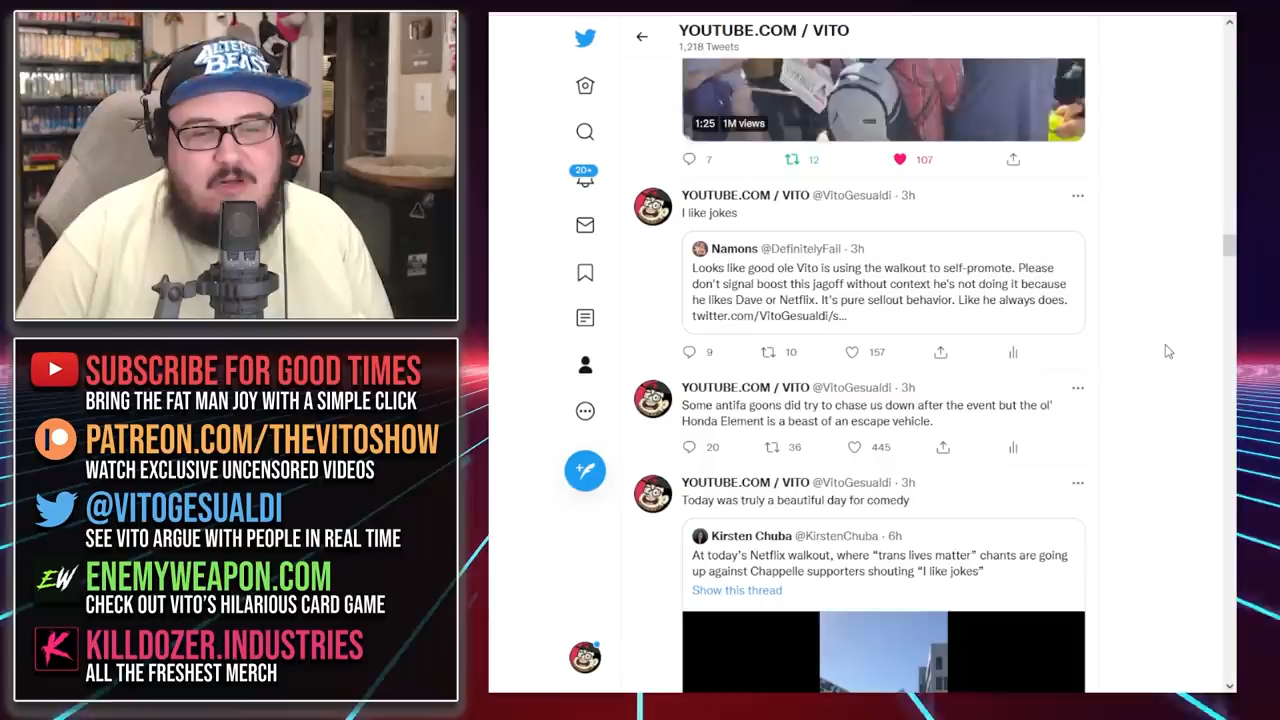 ALTERED
BEAST
SUBSCRIBE FOR GOOD TIMES
BRING THE FAT MAN JOY WITH A SIMPLE CLICK
PATREON.COM/THEVITOSHOW
WATCH EXCLUSIVE UNCENSORED VIDEOS
@VITOGESUALDI
SEE VITO ARGUE WITH PEOPLE IN REAL TIME
EW
ENEMYWEAPON.COM
CHECK OUT VITO'S HILARIOUS CARD GAME
K
KILLDOZER.INDUSTRIES
ALL THE FRESHEST MERCH
20+
YOUTUBE.COM / VITO
1,218 Tweets
1:25 1M views
7 12 107
YOUTUBE.COM / VITO @VitoGesualdi · 3h
I like jokes
Namons @DefinitelyFail · 3h
Looks like good ole Vito is using the walkout to self-promote. Please
don't signal boost this jagoff without context he's not doing it because
he likes Dave or Netflix. It's pure sellout behavior. Like he always does.
twitter.com/VitoGesualdi/s...
9 10 157
YOUTUBE.COM / VITO @VitoGesualdi · 3h
Some antifa goons did try to chase us down after the event but the ol'
Honda Element is a beast of an escape vehicle.
20 36 445
YOUTUBE.COM / VITO @VitoGesualdi · 3h
Today was truly a beautiful day for comedy
Kirsten Chuba @KirstenChuba · 6h
At today's Netflix walkout, where “trans lives matter” chants are going
up against Chappelle supporters shouting “I like jokes”
Show this thread